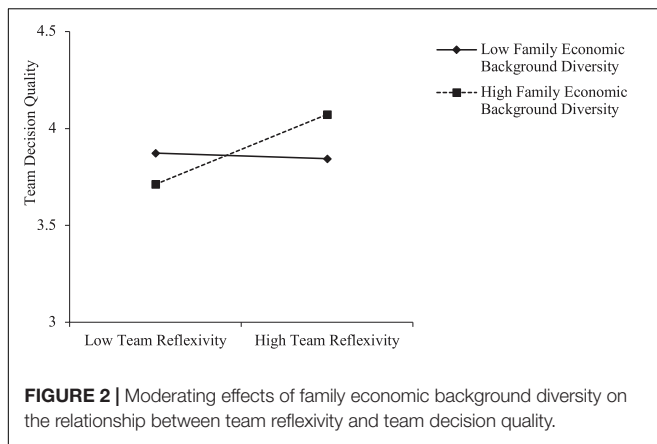 4.5
4
3.5
3
Team Decision Quality
Low Team Reflexivity
High Team Reflexivity
Low Family Economic
Background Diversity
High Family Economic
Background Diversity
FIGURE 2 | Moderating effects of family economic background diversity on
the relationship between team reflexivity and team decision quality.